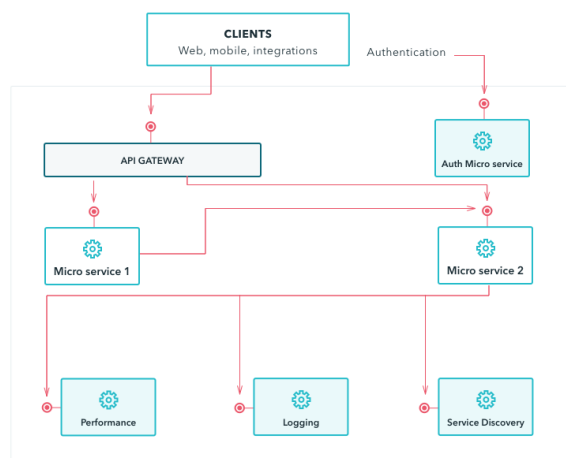 CLIENTS
Web, mobile, integrations
Authentication
API GATEWAY
Auth Micro service
Micro service 1
Micro service 2
Performance
Logging
Service Discovery